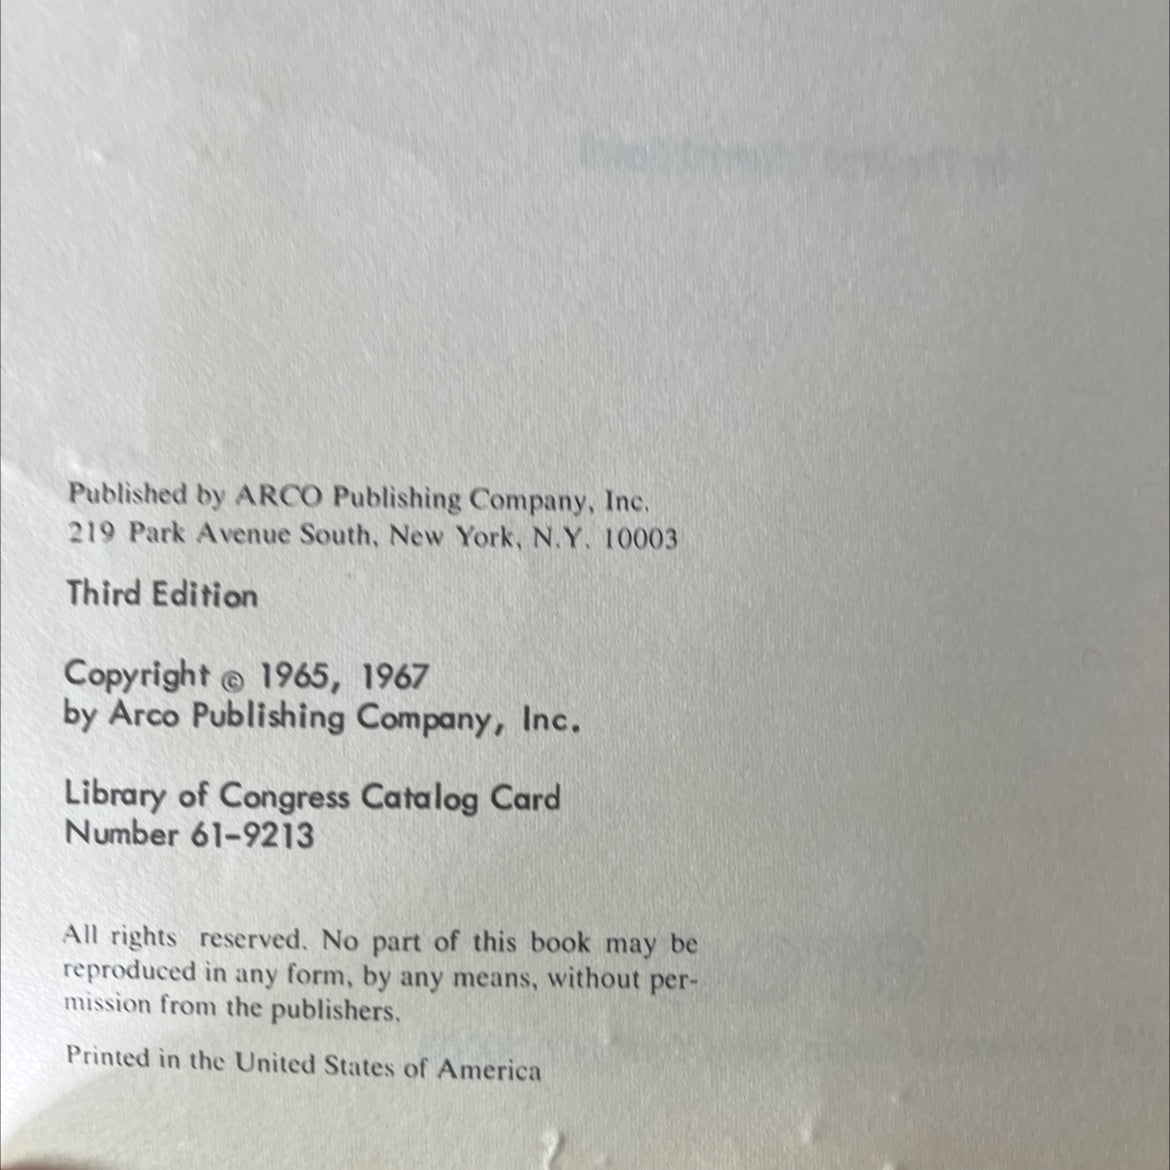 Published by ARCO Publishing Company, Inc.
219 Park Avenue South, New York, N.Y. 10003
Third Edition
Copyright © 1965, 1967
by Arco Publishing Company, Inc.
Library of Congress Catalog Card
Number 61-9213
All rights reserved. No part of this book may be
reproduced in any form, by any means, without per-
mission from the publishers.
Printed in the United States of America